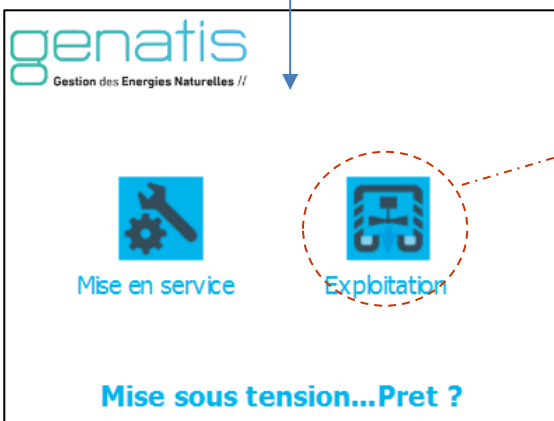 genatis
Gestion des Energies Naturelles //
Mise en service
Exploitation
Mise sous tension...Pret ?